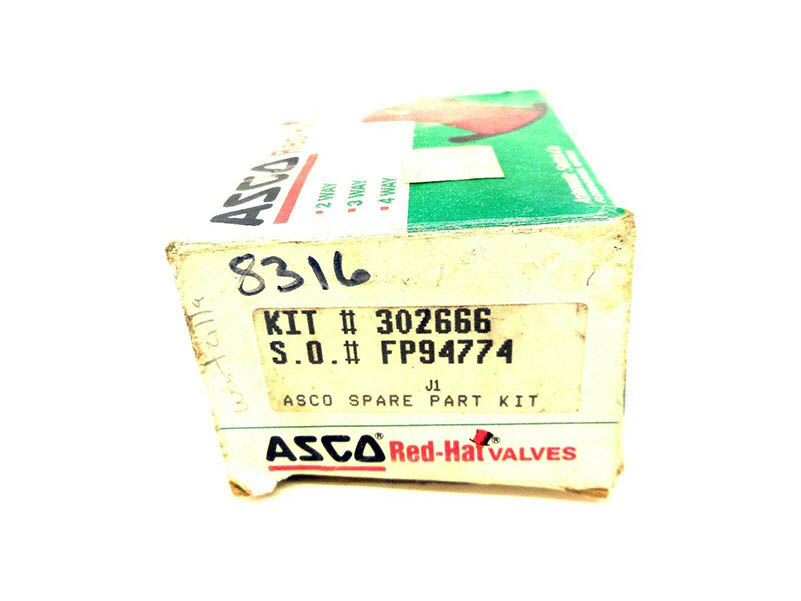 ASCO
2 WAY
3 WAY
4 WAY
8316
KIT # 302666
S.O.# FP94774
J1
ASCO SPARE PART KIT
ASCO® Red-Hat® VALVES